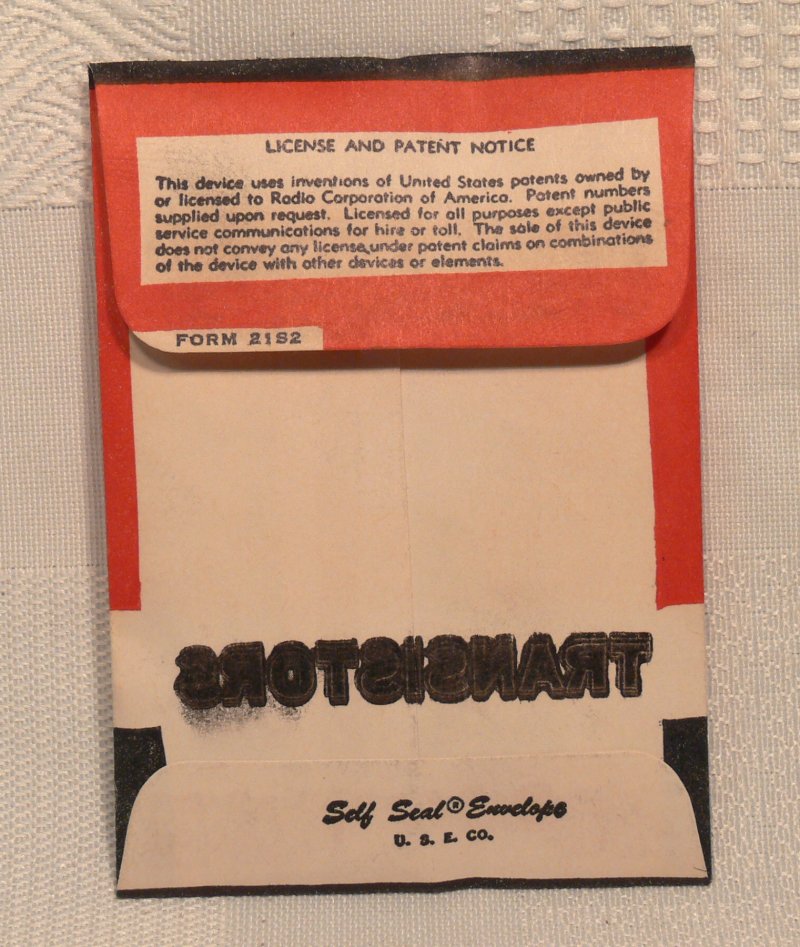 LICENSE AND PATENT NOTICE
This device uses inventions of United States patents owned by
or licensed to Radio Corporation of America. Patent numbers
supplied upon request. Licensed for all purposes except public
service communications for hire or toll. The sale of this device
does not convey any license under patent claims on combinations
of the device with other devices or elements.
FORM 21S2
TRANSISTORS
Self Seal® Envelope
U. S. E. CO.